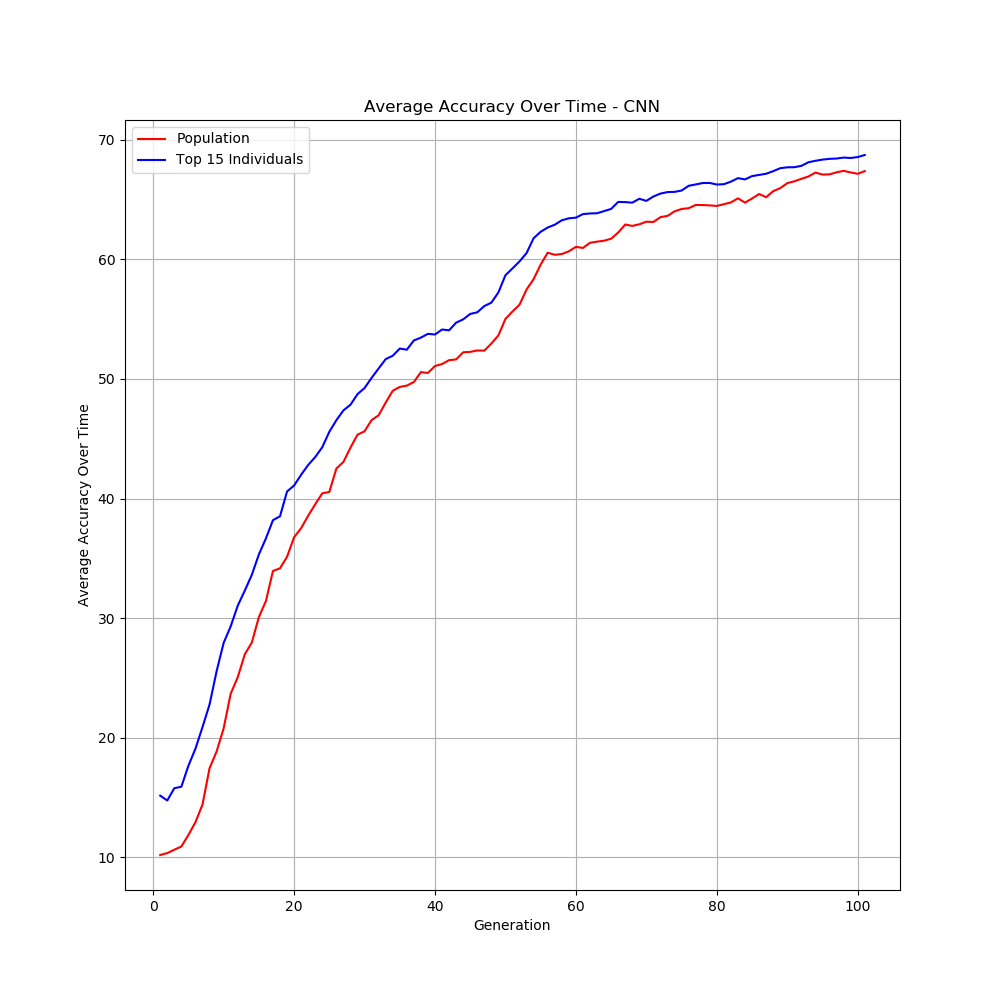 Average Accuracy Over Time - CNN
Population
Top 15 Individuals
Average Accuracy Over Time
70
60
50
40
30
20
10
0 20 40 60 80 100
Generation